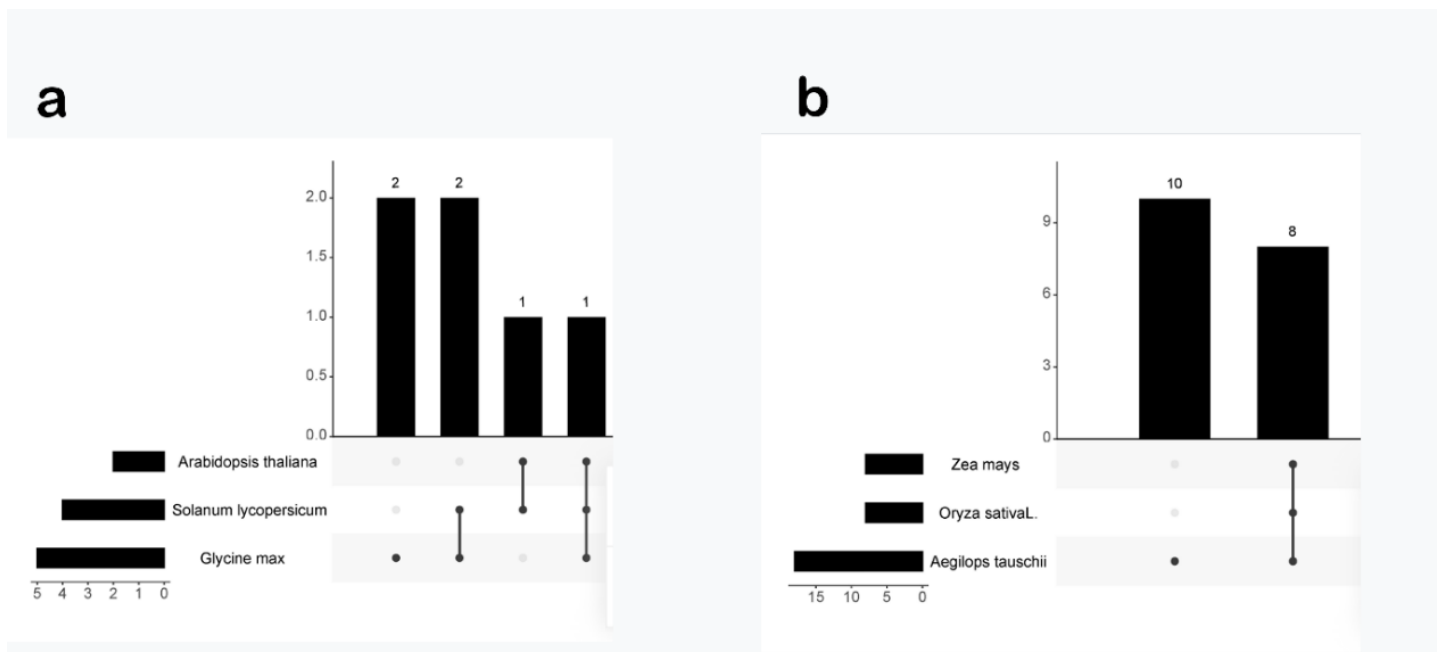 a
2 2
2.0
1.5
1 1
1.0
0.5
0.0
Arabidopsis thaliana
Solanum lycopersicum
Glycine max
5 4 3 2 1 0
b
10
9
8
6
3
0
Zea mays
Oryza sativaL.
Aegilops tauschii
15 10 5 0